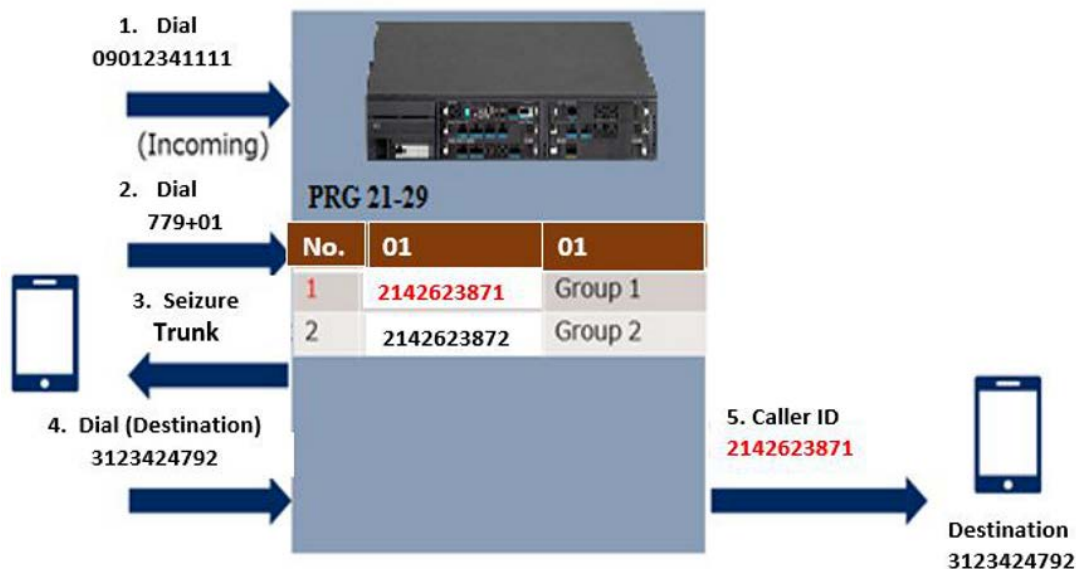 1. Dial
09012341111
(Incoming)
2. Dial
779+01
3. Seizure
Trunk
4. Dial (Destination)
3123424792
PRG 21-29
No. 01 01
1 2142623871 Group 1
2 2142623872 Group 2
5. Caller ID
2142623871
Destination
3123424792